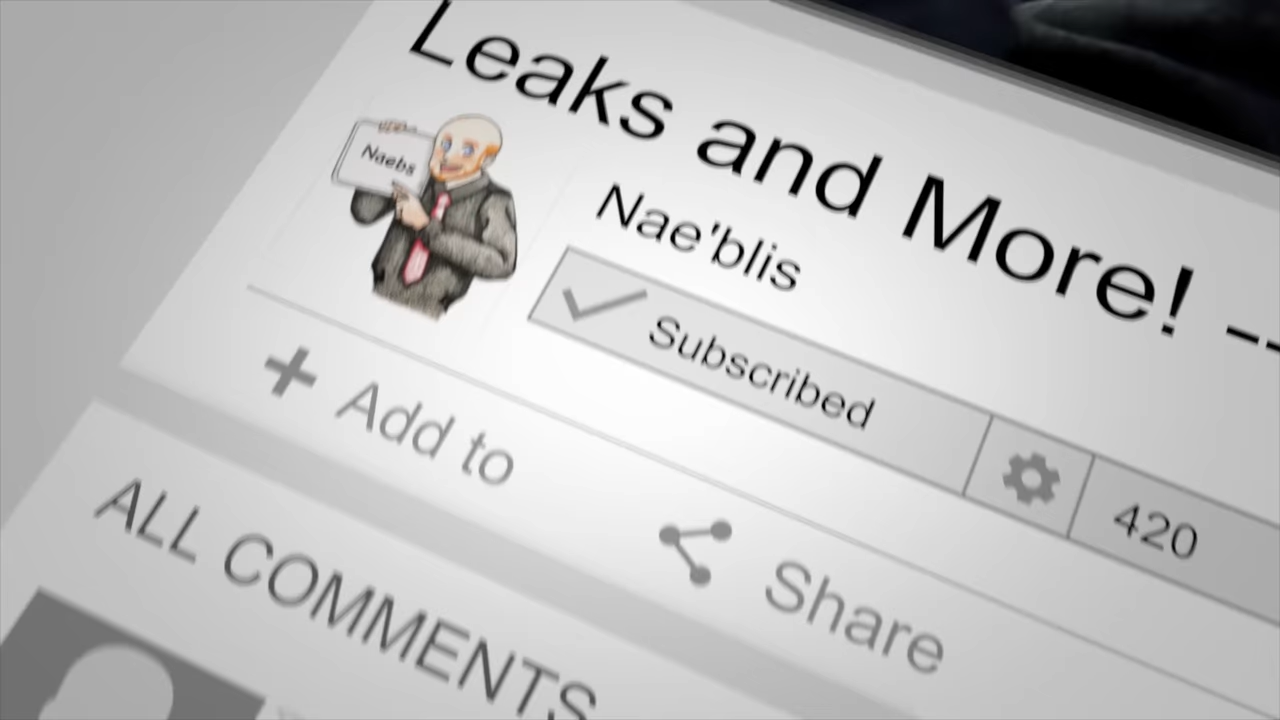 Leaks and More! --
Naebs
Nae'blis
Subscribed
420
Add to
Share
ALL COMMENTS